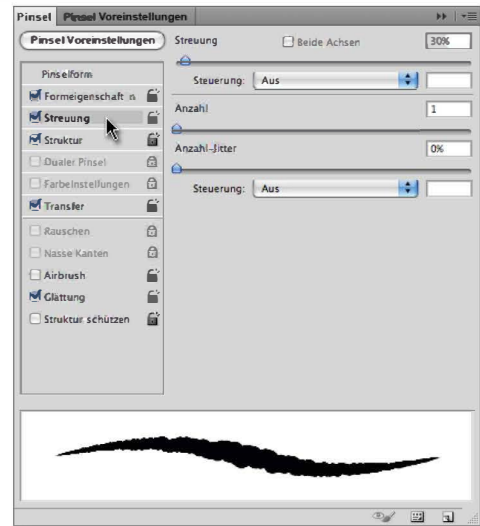 Pinsel Pinsel Voreinstellungen
Pinsel Voreinstellungen
Streuung
Beide Achsen
30%
Steuerung: Aus
Anzahl
1
Anzahl-Jitter
0%
Steuerung: Aus
Pinselform
Formeigenschaft n
Streuung
Struktur
Dualer Pinsel
Farbeinstellungen
Transfer
Rauschen
Nasse Kanten
Airbrush
Glättung
Struktur schützen